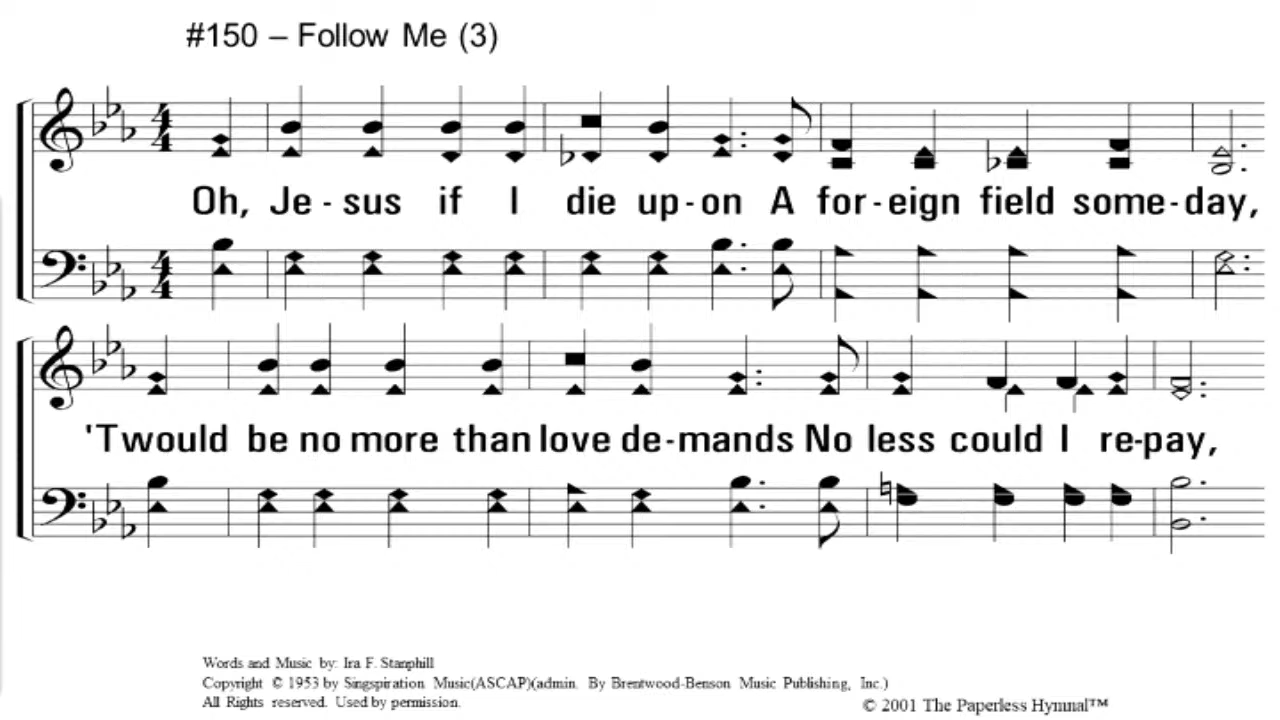 #150 – Follow Me (3)
Oh, Je - sus if I die up - on A for - eign field some - day,
'Twould be no more than love de - mands No less could I re - pay,
Words and Music by: Ira F. Stanphill
Copyright © 1953 by Singspiration Music(ASCAP)(admin. By Brentwood-Benson Music Publishing, Inc.)
All Rights reserved. Used by permission.
© 2001 The Paperless Hymnal™